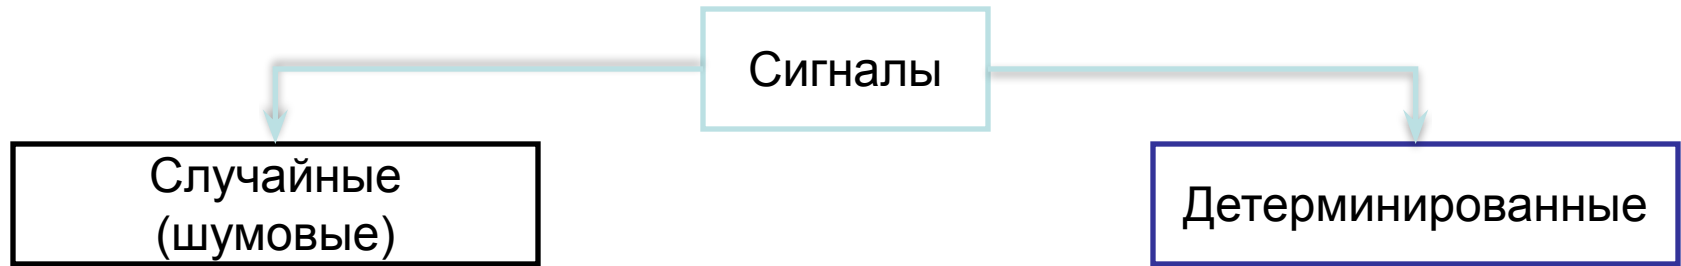 Сигналы
Случайные
(шумовые)
Детерминированные